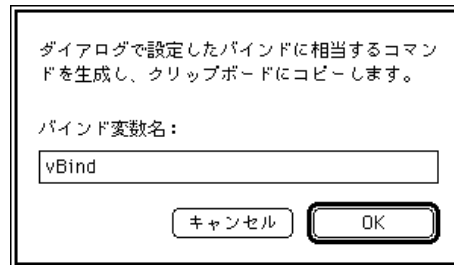 ダイアログで設定したバインドに相当するコマン
ドを生成し、クリップボードにコピーします。
バインド変数名：
vBind
キャンセル OK